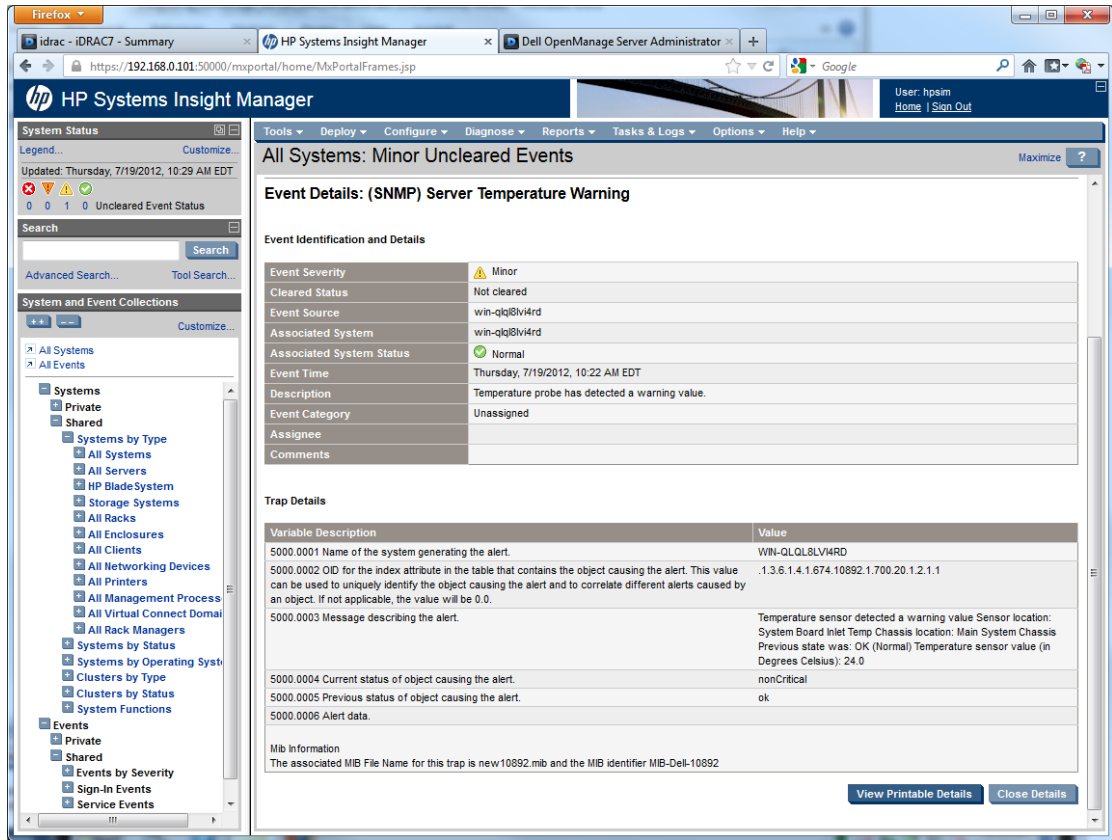 Firefox
idrac - iDRAC7 - Summary
HP Systems Insight Manager
Dell OpenManage Server Administrator
https://192.168.0.101:50000/mxportal/home/MxPortalFrames.jsp
Google
hp HP Systems Insight Manager
User: hpsim
Home | Sign Out
System Status
Legend... Customize...
Updated: Thursday, 7/19/2012, 10:29 AM EDT
0 0 1 0 Uncleared Event Status
Search
Search
Advanced Search... Tool Search...
System and Event Collections
++ -- Customize...
All Systems
All Events
Systems
Private
Shared
Systems by Type
All Systems
All Servers
HP BladeSystem
Storage Systems
All Racks
All Enclosures
All Clients
All Networking Devices
All Printers
All Management Process
All Virtual Connect Domai
All Rack Managers
Systems by Status
Systems by Operating Syst
Clusters by Type
Clusters by Status
System Functions
Events
Private
Shared
Events by Severity
Sign-In Events
Service Events
Tools Deploy Configure Diagnose Reports Tasks & Logs Options Help
All Systems: Minor Uncleared Events
Maximize ?
Event Details: (SNMP) Server Temperature Warning
Event Identification and Details
Event Severity Minor
Cleared Status Not cleared
Event Source win-qlql8lvi4rd
Associated System win-qlql8lvi4rd
Associated System Status Normal
Event Time Thursday, 7/19/2012, 10:22 AM EDT
Description Temperature probe has detected a warning value.
Event Category Unassigned
Assignee
Comments
Trap Details
Variable Description Value
5000.0001 Name of the system generating the alert. WIN-QLQL8LVI4RD
5000.0002 OID for the index attribute in the table that contains the object causing the alert. This value .1.3.6.1.4.1.674.10892.1.700.20.1.2.1.1
can be used to uniquely identify the object causing the alert and to correlate different alerts caused by
an object. If not applicable, the value will be 0.0.
5000.0003 Message describing the alert. Temperature sensor detected a warning value Sensor location:
System Board Inlet Temp Chassis location: Main System Chassis
Previous state was: OK (Normal) Temperature sensor value (in
Degrees Celsius): 24.0
5000.0004 Current status of object causing the alert. nonCritical
5000.0005 Previous status of object causing the alert. ok
5000.0006 Alert data.
Mib Information
The associated MIB File Name for this trap is new10892.mib and the MIB identifier MIB-Dell-10892
View Printable Details Close Details